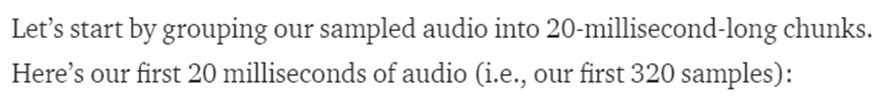 Let’s start by grouping our sampled audio into 20-millisecond-long chunks.
Here’s our first 20 milliseconds of audio (i.e., our first 320 samples):